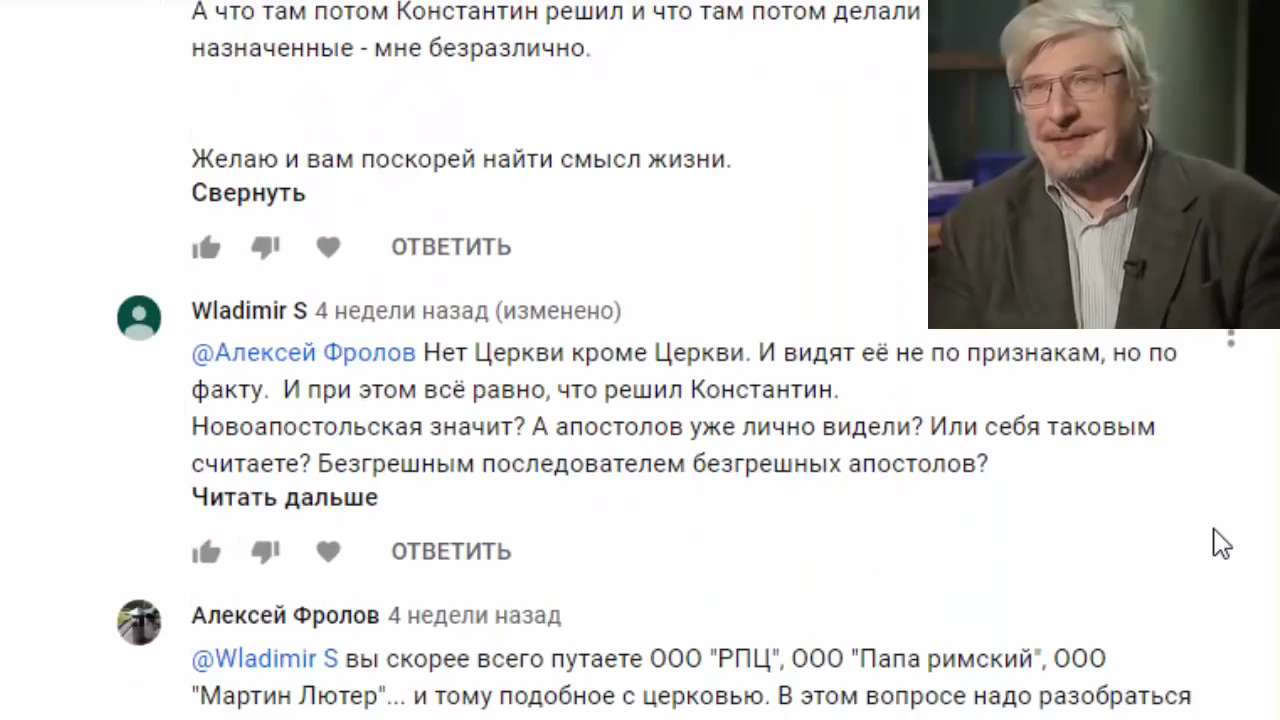 А что там потом Константин решил и что там потом делали
назначенные - мне безразлично.
Желаю и вам поскорей найти смысл жизни.
Свернуть
ОТВЕТИТЬ
Wladimir S 4 недели назад (изменено)
@Алексей Фролов Нет Церкви кроме Церкви. И видят её не по признакам, но по
факту.  И при этом всё равно, что решил Константин.
Новоапостольская значит? А апостолов уже лично видели? Или себя таковым
считаете? Безгрешным последователем безгрешных апостолов?
Читать дальше
ОТВЕТИТЬ
Алексей Фролов 4 недели назад
@Wladimir S вы скорее всего путаете ООО "РПЦ", ООО "Папа римский", ООО
"Мартин Лютер"... и тому подобное с церковью. В этом вопросе надо разобраться